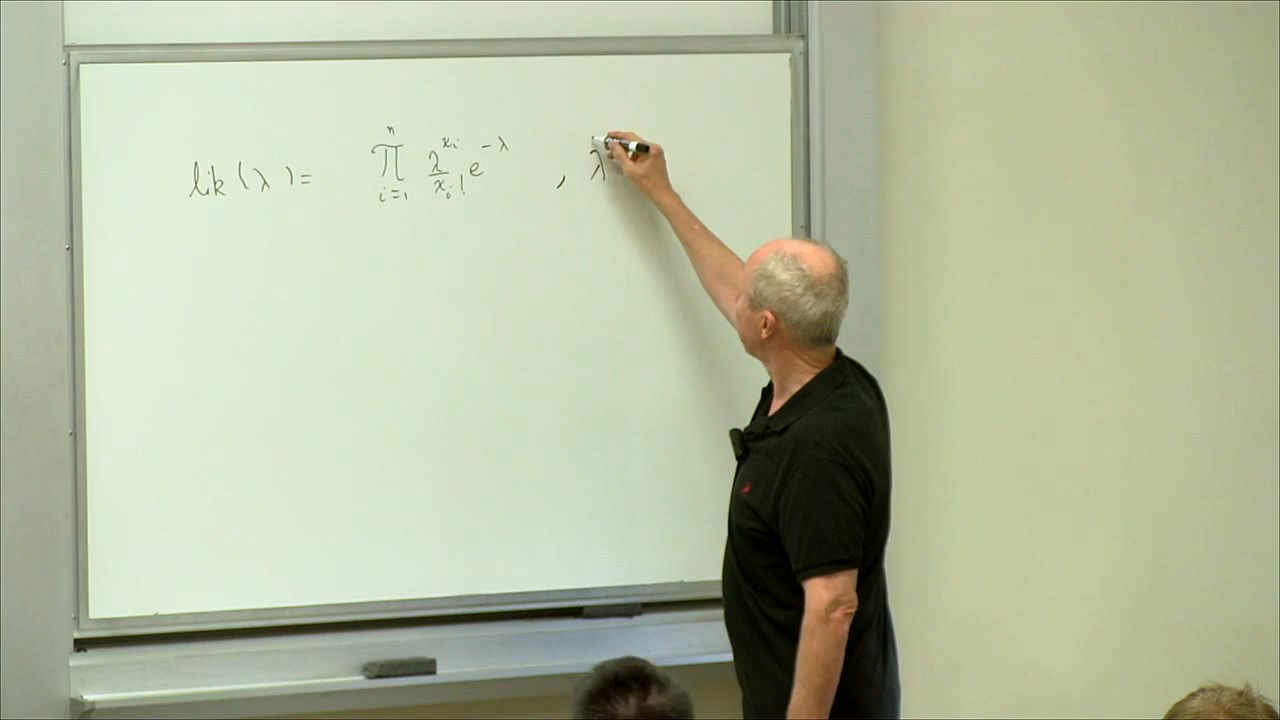 lik(λ) = ∏_{i=1}^{n} λ^{x_i}/x_i! e^{-λ} , λ